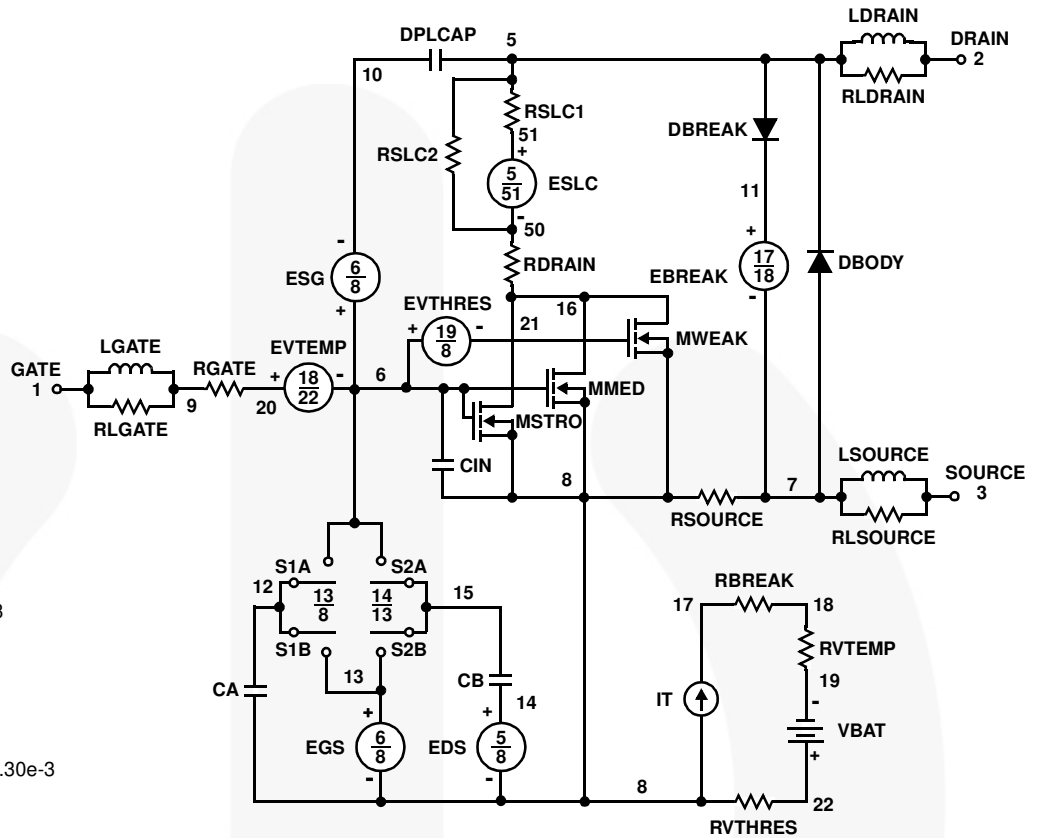 LDRAIN
DPLCAP 5 DRAIN
2
10
RLDRAIN
RSLC1
51
DBREAK
+
RSLC2
5
51
ESLC
11
-
50
-
+
RDRAIN
17
18
DBODY
ESG
6
8
EBREAK
+
EVTHRES
16
-
+
19
8
-
21
MWEAK
LGATE
EVTEMP
GATE
1
RGATE
+
18
22
-
6
MMED
9
20
MSTRO
RLGATE
LSOURCE
CIN
8
7
SOURCE
3
RSOURCE
RLSOURCE
S1A
S2A
12
13
8
14
13
15
RBREAK
17
18
S1B
S2B
RVTEMP
13
CB
19
CA
14
IT
-
+
+
VBAT
EGS
6
8
EDS
5
8
+
-
-
8
22
RVTHRES
3
.30e-3